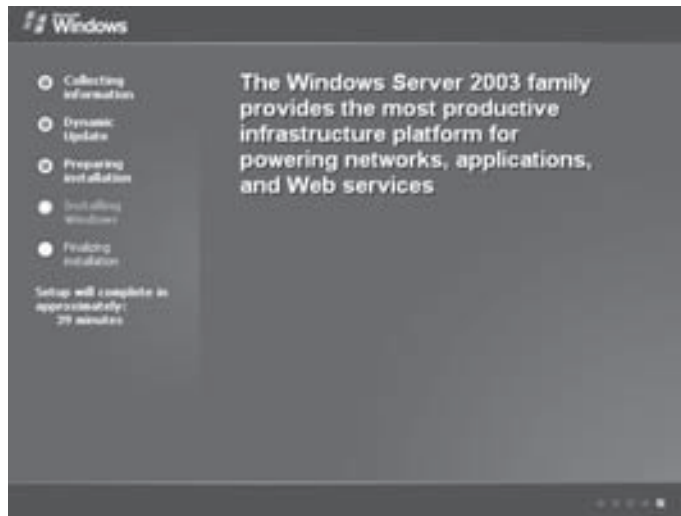 Microsoft
Windows
Collecting
information
Dynamic
Update
Preparing
installation
Installing
Windows
Finalizing
installation
Setup will complete in
approximately:
39 minutes
The Windows Server 2003 family
provides the most productive
infrastructure platform for
powering networks, applications,
and Web services